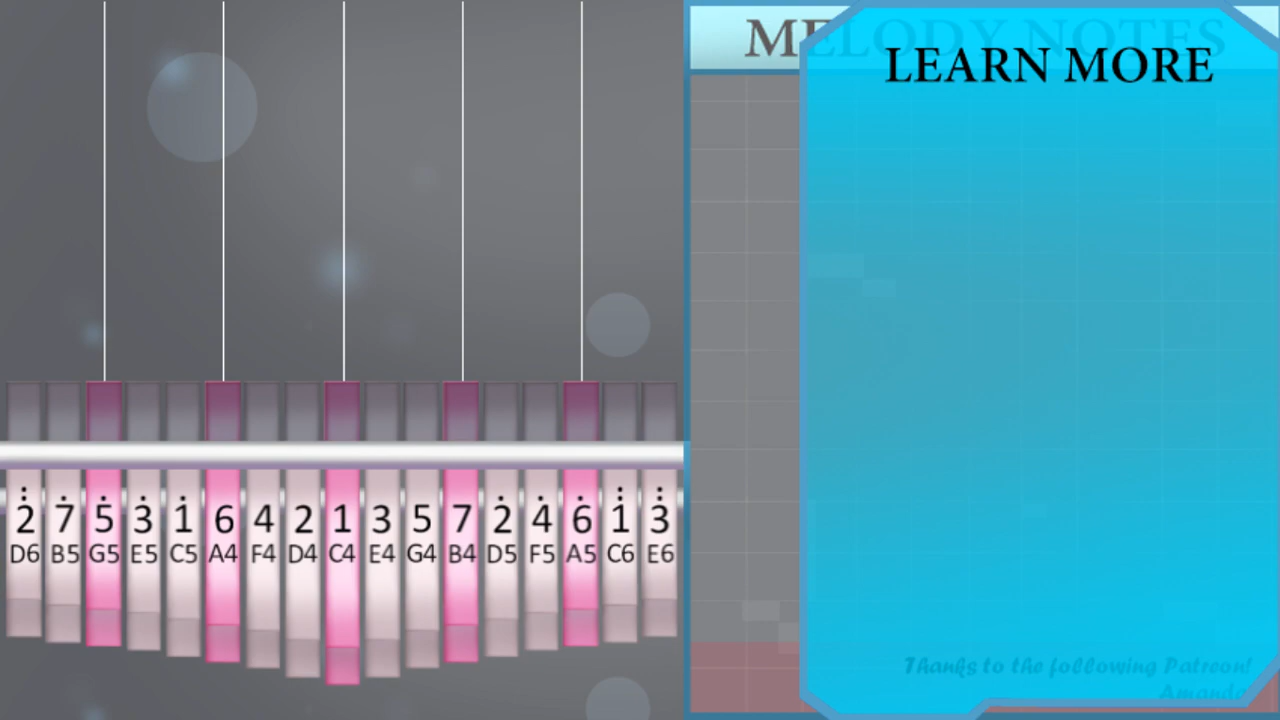 MELODY NOTES
LEARN MORE
2 7 5 3 1 6 4 2 1 3 5 7 2 4 6 1 3
D6 B5 G5 E5 C5 A4 F4 D4 C4 E4 G4 B4 D5 F5 A5 C6 E6
Thanks to the following Patreon!
Amanda